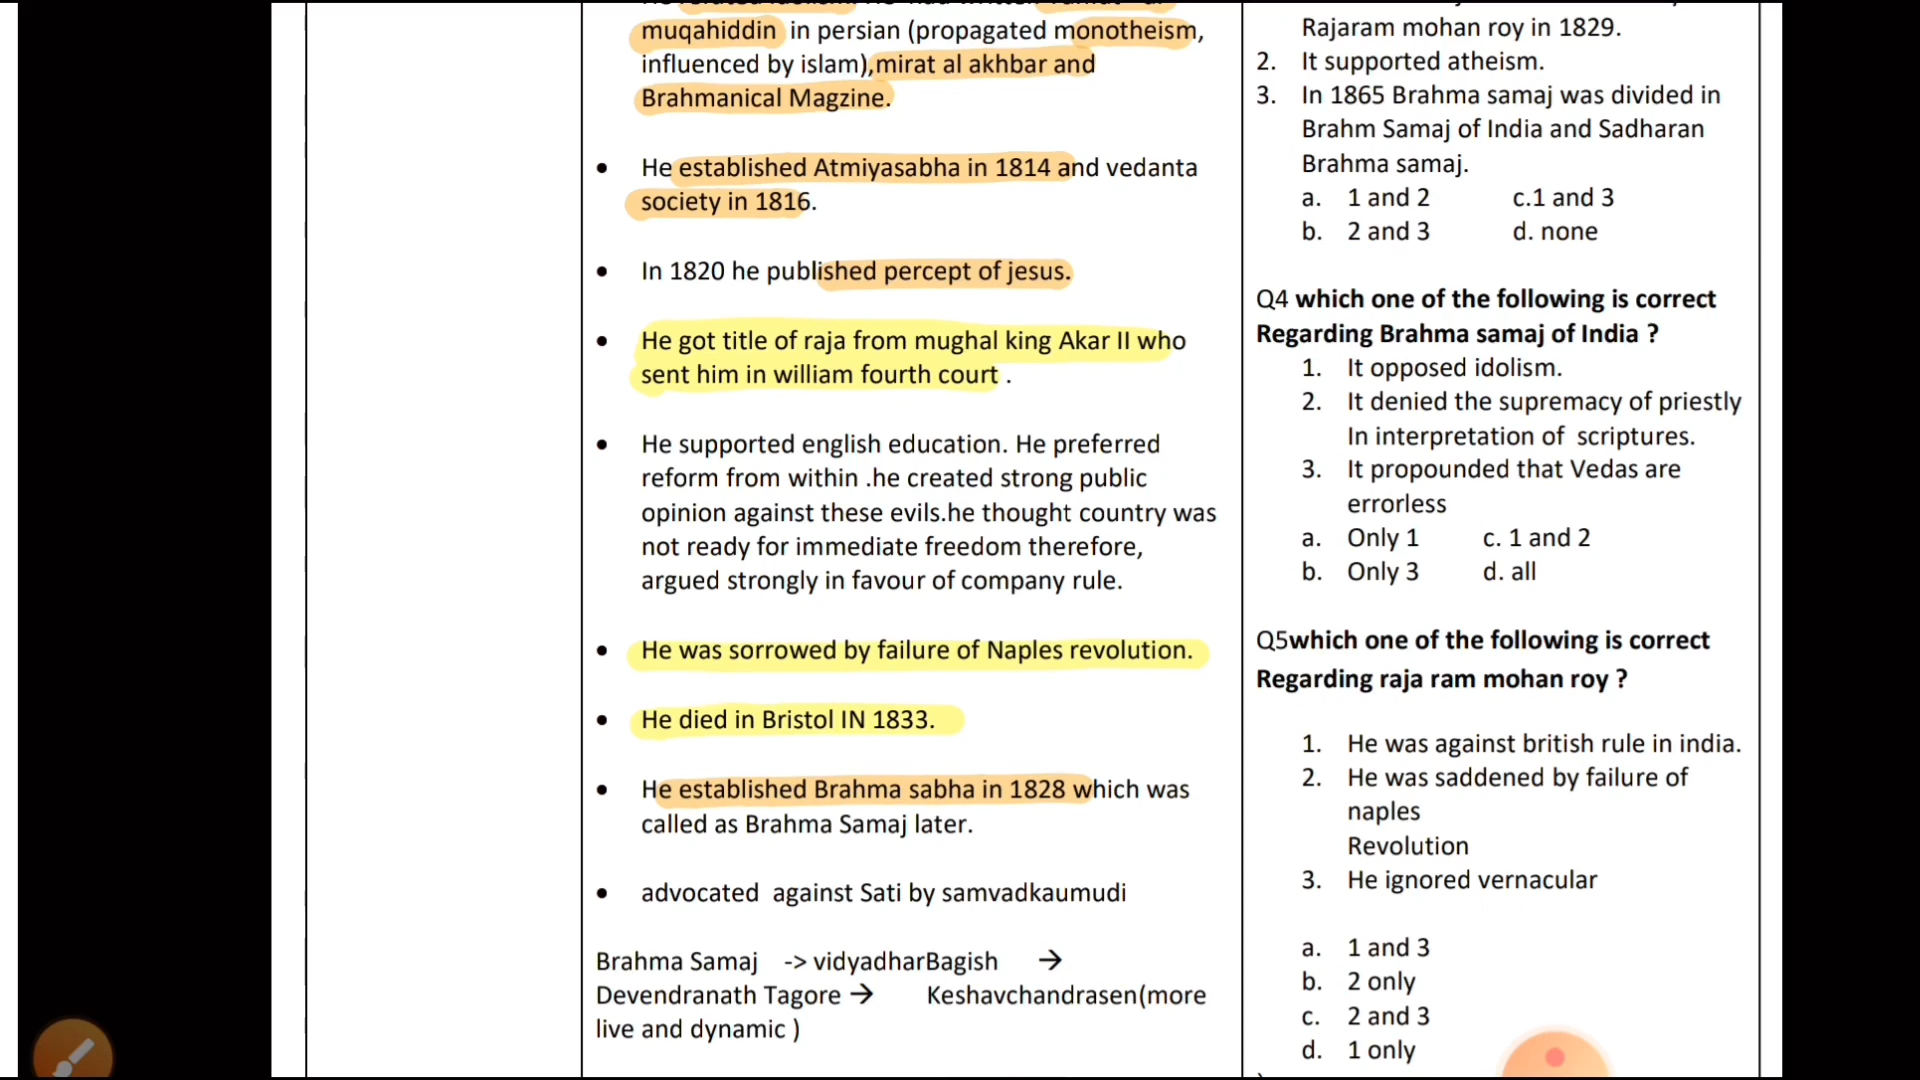 muqahiddin in persian (propagated monotheism,
influenced by islam),mirat al akhbar and
Brahmanical Magzine.
• He established Atmiyasabha in 1814 and vedanta
society in 1816.
• In 1820 he published percept of jesus.
• He got title of raja from mughal king Akar II who
sent him in william fourth court .
• He supported english education. He preferred
reform from within .he created strong public
opinion against these evils.he thought country was
not ready for immediate freedom therefore,
argued strongly in favour of company rule.
• He was sorrowed by failure of Naples revolution.
• He died in Bristol IN 1833.
• He established Brahma sabha in 1828 which was
called as Brahma Samaj later.
• advocated against Sati by samvadkaumudi
Brahma Samaj -> vidyadharBagish →
Devendranath Tagore → Keshavchandrasen(more
live and dynamic )
Rajaram mohan roy in 1829.
2. It supported atheism.
3. In 1865 Brahma samaj was divided in
Brahm Samaj of India and Sadharan
Brahma samaj.
a. 1 and 2 c.1 and 3
b. 2 and 3 d. none
Q4 which one of the following is correct
Regarding Brahma samaj of India ?
1. It opposed idolism.
2. It denied the supremacy of priestly
In interpretation of scriptures.
3. It propounded that Vedas are
errorless
a. Only 1 c. 1 and 2
b. Only 3 d. all
Q5which one of the following is correct
Regarding raja ram mohan roy ?
1. He was against british rule in india.
2. He was saddened by failure of
naples
Revolution
3. He ignored vernacular
a. 1 and 3
b. 2 only
c. 2 and 3
d. 1 only